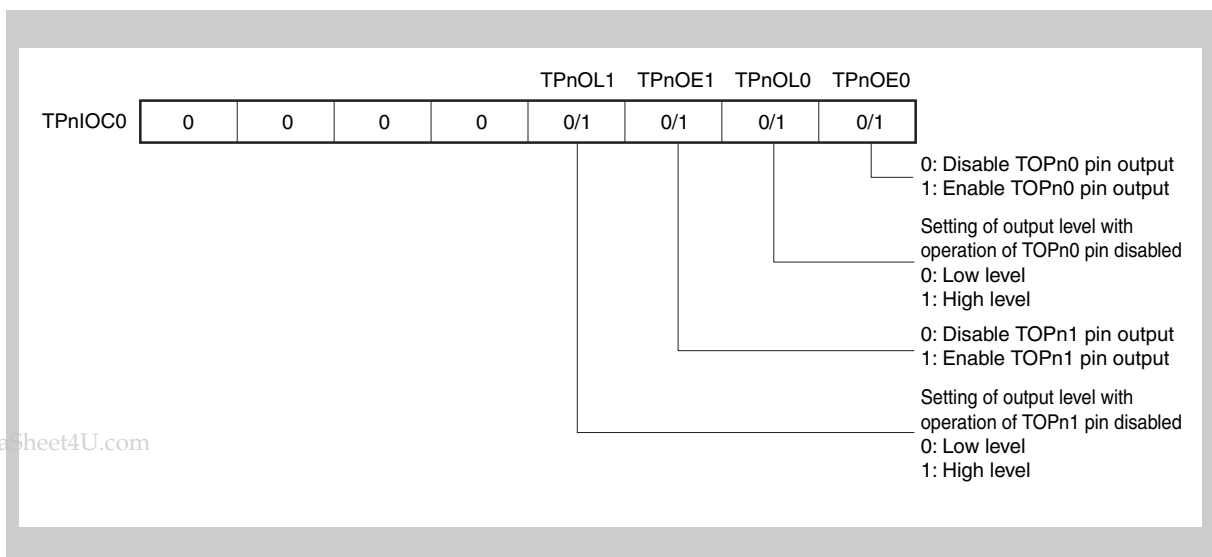 TPnOL1 TPnOE1 TPnOL0 TPnOE0
TPnIOC0 0 0 0 0 0/1 0/1 0/1 0/1
0: Disable TOPn0 pin output
1: Enable TOPn0 pin output
Setting of output level with
operation of TOPn0 pin disabled
0: Low level
1: High level
0: Disable TOPn1 pin output
1: Enable TOPn1 pin output
Setting of output level with
operation of TOPn1 pin disabled
0: Low level
1: High level
aSheet4U.com